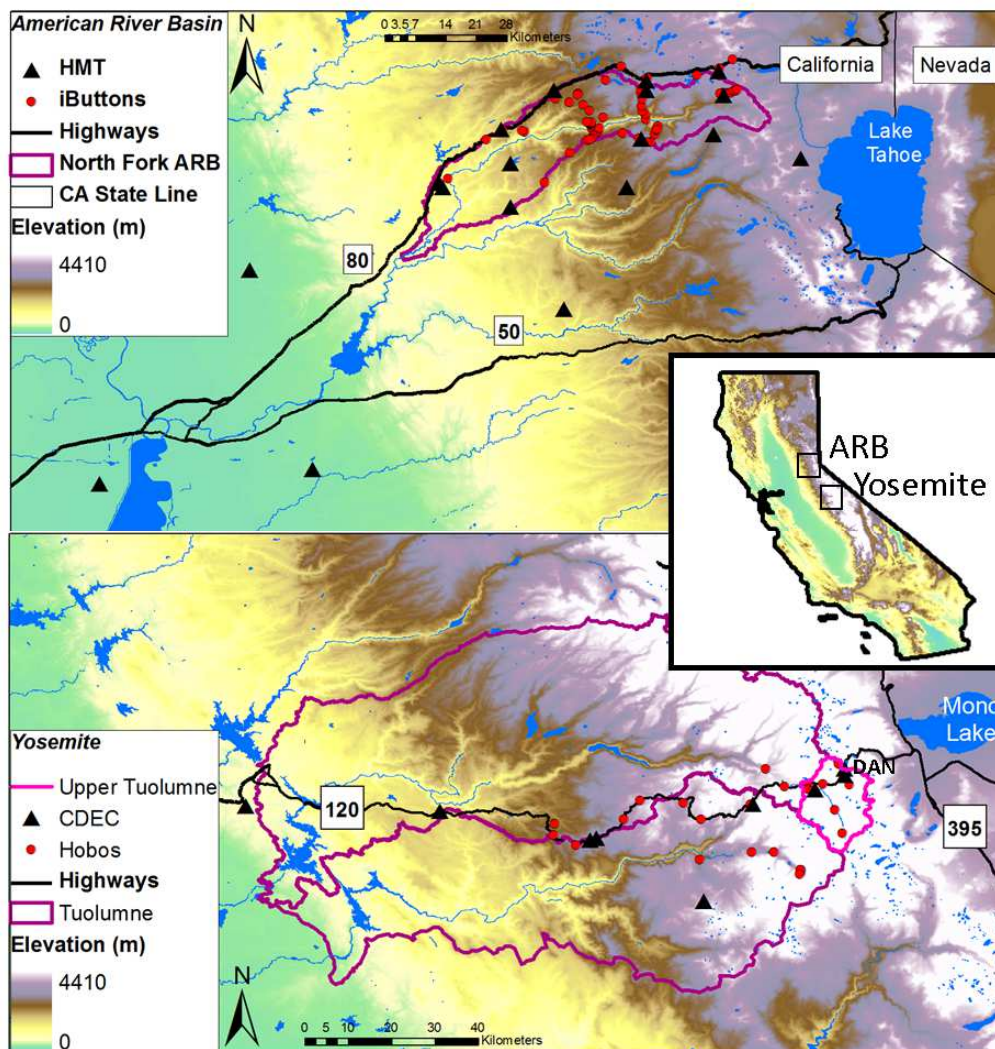 American River Basin
HMT
iButtons
Highways
North Fork ARB
CA State Line
Elevation (m)
4410
0
N
0 3.5 7 14 21 28
Kilometers
California
Nevada
Lake
Tahoe
80
50
ARB
Yosemite
Yosemite
Upper Tuolumne
CDEC
Hobos
Highways
Tuolumne
Elevation (m)
4410
0
N
0 5 10 20 30 40
Kilometers
120
DAN
Mono
Lake
395